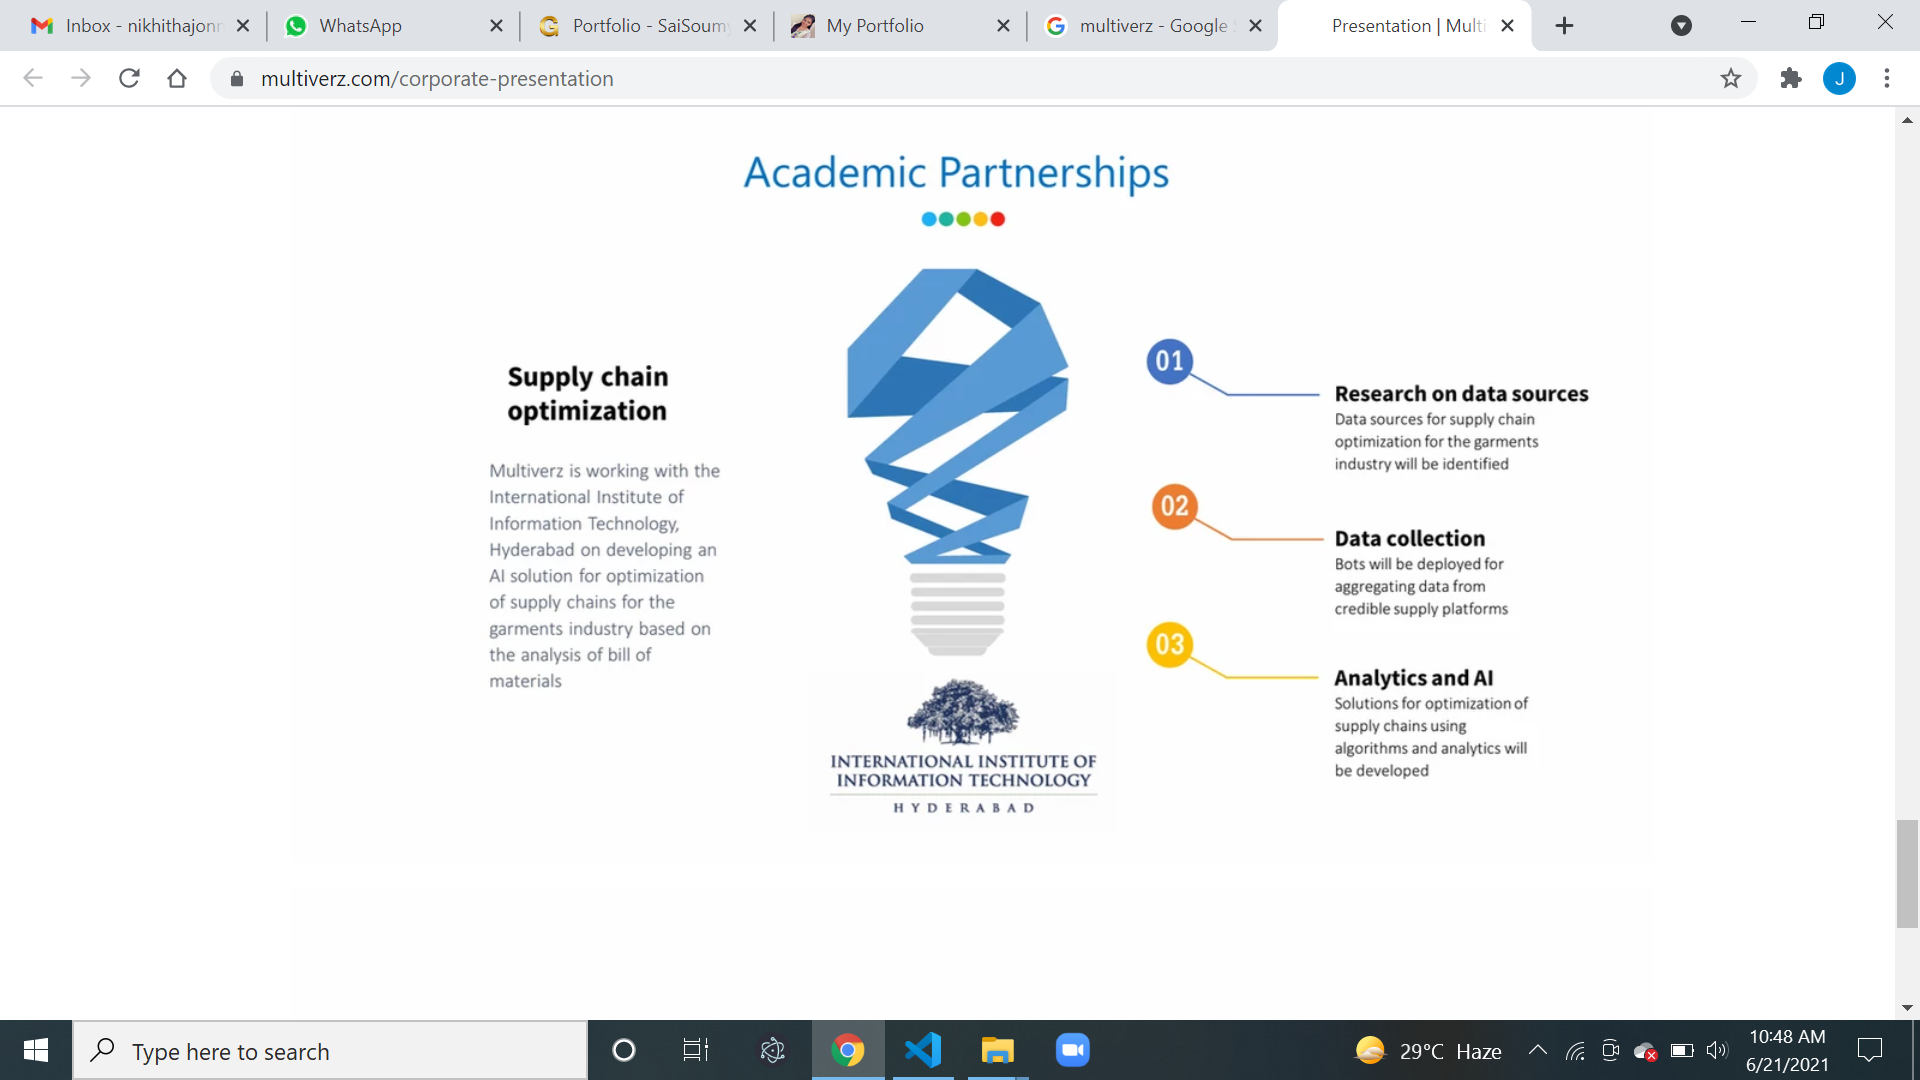 Inbox - nikhithajonn
WhatsApp
Portfolio - SaiSoumy
My Portfolio
multiverz - Google S
Presentation | Multi
multiverz.com/corporate-presentation
J
Academic Partnerships
Supply chain
optimization
Multiverz is working with the
International Institute of
Information Technology,
Hyderabad on developing an
AI solution for optimization
of supply chains for the
garments industry based on
the analysis of bill of
materials
INTERNATIONAL INSTITUTE OF
INFORMATION TECHNOLOGY
HYDERABAD
01
Research on data sources
Data sources for supply chain
optimization for the garments
industry will be identified
02
Data collection
Bots will be deployed for
aggregating data from
credible supply platforms
03
Analytics and AI
Solutions for optimization of
supply chains using
algorithms and analytics will
be developed
Type here to search
29°C Haze
10:48 AM
6/21/2021